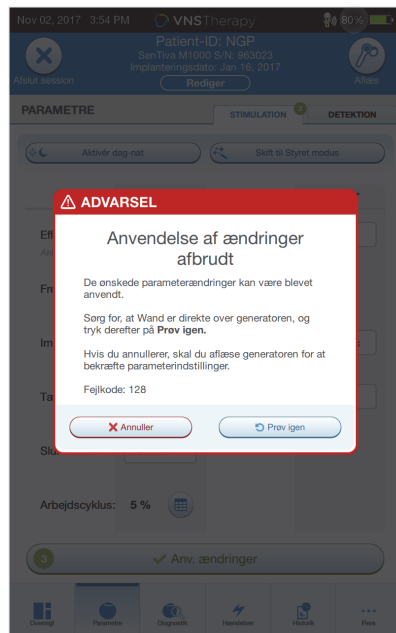 Nov 02, 2017 3:54 PM VNSTherapy 80%
Patient-ID: NGP
SenTiva M1000 S/N: 963023
Implanteringsdato: Jan 16, 2017
Afslut session Rediger Aflæs
PARAMETRE STIMULATION 3 DETEKTION
Aktivér dag-nat Skift til Styret modus
ADVARSEL
Anvendelse af ændringer
afbrudt
De ønskede parameterændringer kan være blevet
anvendt.
Sørg for, at Wand er direkte over generatoren, og
tryk derefter på Prøv igen.
Hvis du annullerer, skal du aflæse generatoren for at
bekræfte parameterindstillinger.
Fejlkode: 128
Annuller Prøv igen
Arbejdscyklus: 5 %
3 Anv. ændringer
Oversigt Parametre Diagnostik Hændelser Historik Flere